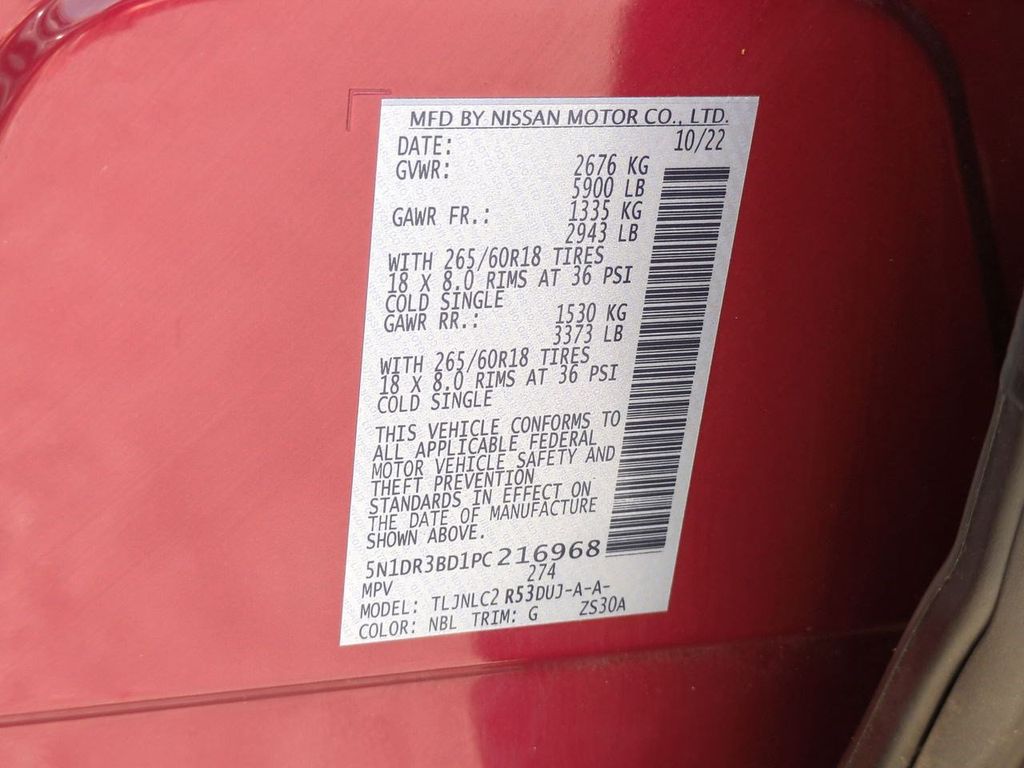 MFD BY NISSAN MOTOR CO., LTD.
DATE: 10/22
GVWR: 2676 KG
5900 LB
GAWR FR.: 1335 KG
2943 LB
WITH 265/60R18 TIRES
18 X 8.0 RIMS AT 36 PSI
COLD SINGLE
GAWR RR.: 1530 KG
3373 LB
WITH 265/60R18 TIRES
18 X 8.0 RIMS AT 36 PSI
COLD SINGLE
THIS VEHICLE CONFORMS TO
ALL APPLICABLE FEDERAL
MOTOR VEHICLE SAFETY AND
THEFT PREVENTION
STANDARDS IN EFFECT ON
THE DATE OF MANUFACTURE
SHOWN ABOVE.
5N1DR3BD1PC216968
MPV 274
MODEL: TLJNLC2 R53DUJ-A-A-
COLOR: NBL TRIM: G ZS30A